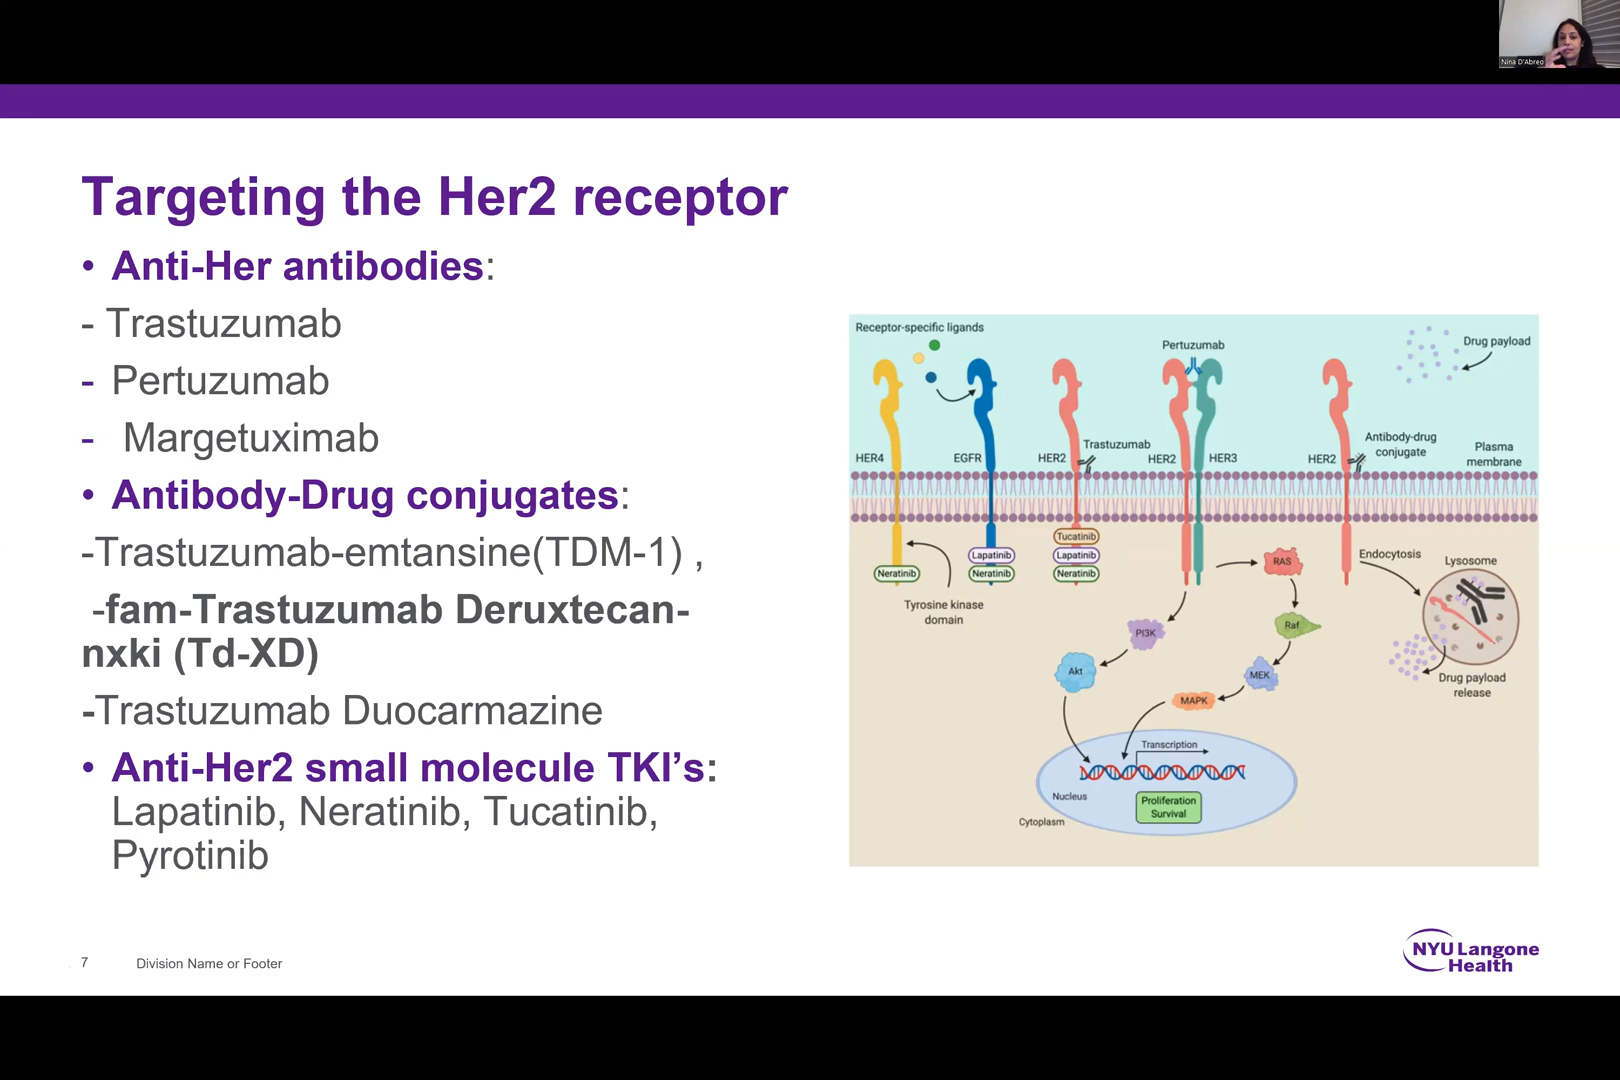 Nina D'Abreo
Targeting the Her2 receptor
• Anti-Her antibodies:
- Trastuzumab
- Pertuzumab
- Margetuximab
• Antibody-Drug conjugates:
-Trastuzumab-emtansine(TDM-1) ,
-fam-Trastuzumab Deruxtecan-
nxki (Td-XD)
-Trastuzumab Duocarmazine
• Anti-Her2 small molecule TKI’s:
Lapatinib, Neratinib, Tucatinib,
Pyrotinib
Receptor-specific ligands
Pertuzumab
Drug payload
HER4
EGFR
HER2
Trastuzumab
HER2
HER3
HER2
Antibody-drug
conjugate
Plasma
membrane
Neratinib
Lapatinib
Neratinib
Tucatinib
Lapatinib
Neratinib
Tyrosine kinase
domain
RAS
Endocytosis
Lysosome
PI3K
Raf
Akt
MEK
MAPK
Drug payload
release
Transcription
Nucleus
Proliferation
Survival
Cytoplasm
7
Division Name or Footer
NYU Langone
Health